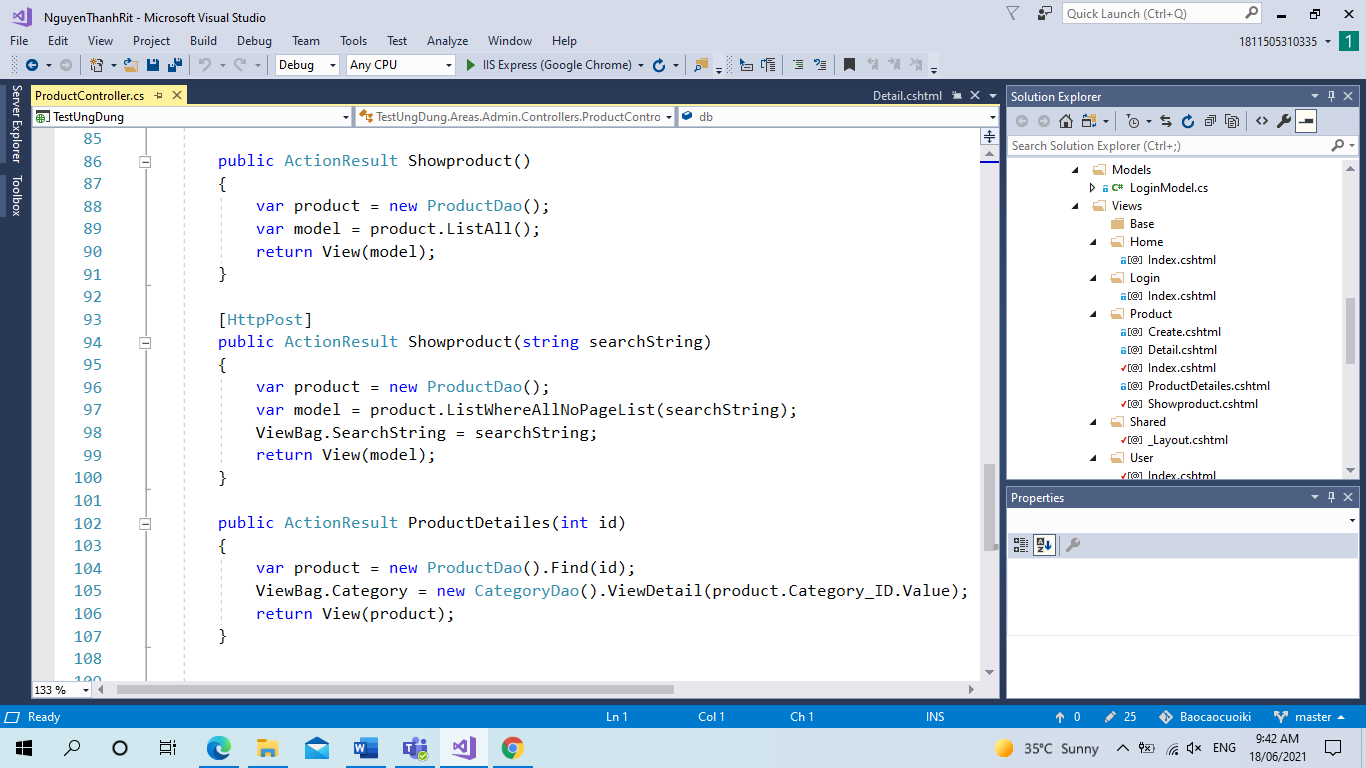 NguyenThanhRit - Microsoft Visual Studio
Quick Launch (Ctrl+Q)
File Edit View Project Build Debug Team Tools Test Analyze Window Help
1811505310335
1
Debug Any CPU IIS Express (Google Chrome)
Server Explorer
Toolbox
ProductController.cs
Detail.cshtml
TestUngDung
TestUngDung.Areas.Admin.Controllers.ProductContro
db
85
86 public ActionResult Showproduct()
87 {
88 var product = new ProductDao();
89 var model = product.ListAll();
90 return View(model);
91 }
92
93 [HttpPost]
94 public ActionResult Showproduct(string searchString)
95 {
96 var product = new ProductDao();
97 var model = product.ListWhereAllNoPageList(searchString);
98 ViewBag.SearchString = searchString;
99 return View(model);
100 }
101
102 public ActionResult ProductDetailes(int id)
103 {
104 var product = new ProductDao().Find(id);
105 ViewBag.Category = new CategoryDao().ViewDetail(product.Category_ID.Value);
106 return View(product);
107 }
108
109
133 %
Solution Explorer
Search Solution Explorer (Ctrl+;)
Models
C# LoginModel.cs
Views
Base
Home
[@] Index.cshtml
Login
[@] Index.cshtml
Product
[@] Create.cshtml
[@] Detail.cshtml
[@] Index.cshtml
[@] ProductDetailes.cshtml
[@] Showproduct.cshtml
Shared
[@] _Layout.cshtml
User
[@] Index.cshtml
Properties
Ready Ln 1 Col 1 Ch 1 INS 0 25 Baocaocuoiki master
35°C Sunny ENG
9:42 AM
18/06/2021